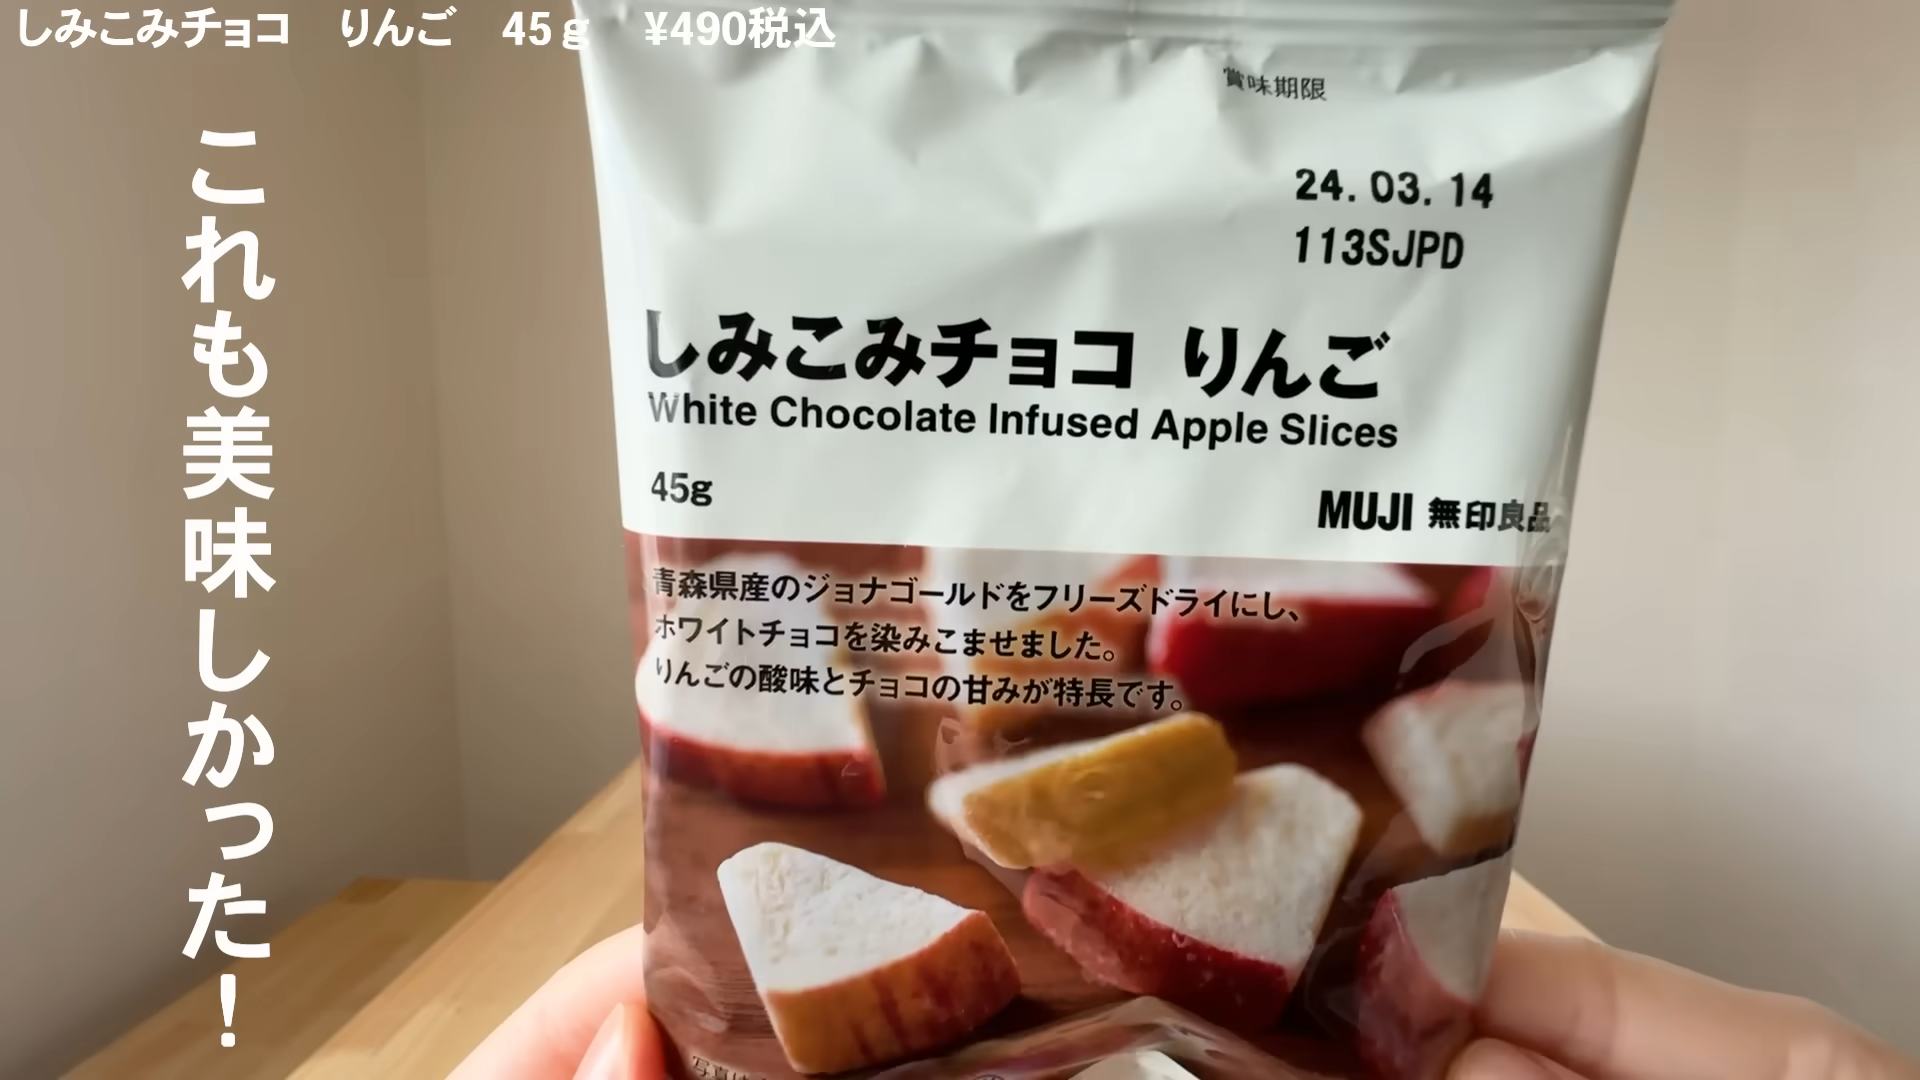 しみこみチョコ　りんご　45ｇ　¥490税込
これも美味しかった！
賞味期限
24.03.14
113SJPD
しみこみチョコ りんご
White Chocolate Infused Apple Slices
45g
MUJI 無印良品
青森県産のジョナゴールドをフリーズドライにし、
ホワイトチョコを染みこませました。
りんごの酸味とチョコの甘みが特長です。
写真は